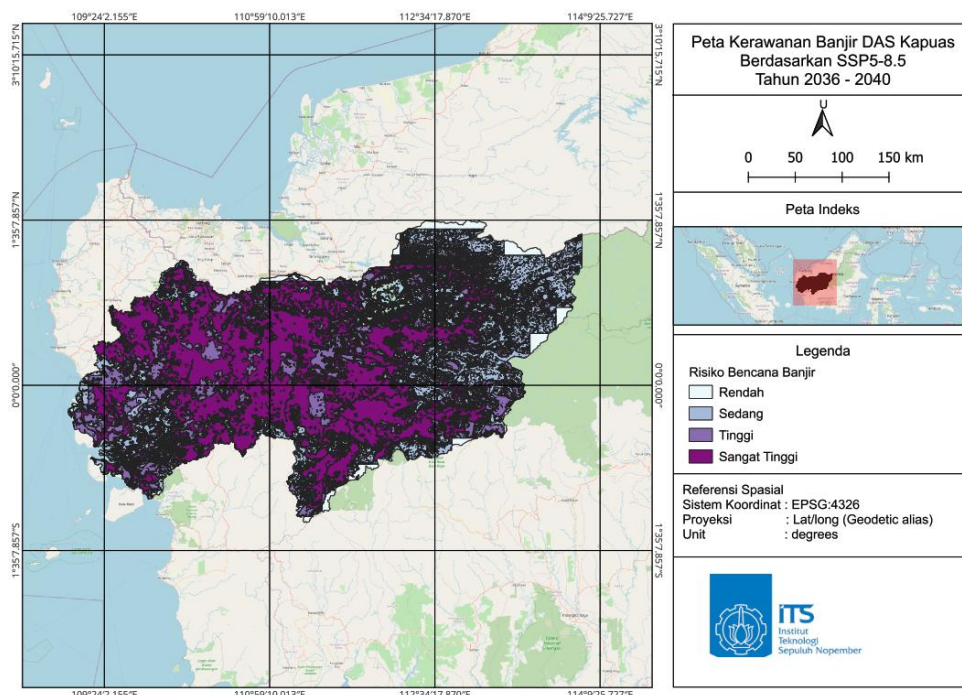 109°24'2.155"E 110°59'10.013"E 112°34'17.870"E 114°9'25.727"E
3°10'15.715"N 3°10'15.715"N
1°35'7.857"N 1°35'7.857"N
0°0'0.000" 0°0'0.000"
1°35'7.857"S 1°35'7.857"S
109°24'2.155"E 110°59'10.013"E 112°34'17.870"E 114°9'25.727"E
Peta Kerawanan Banjir DAS Kapuas
Berdasarkan SSP5-8.5
Tahun 2036 - 2040
0 50 100 150 km
Peta Indeks
Legenda
Risiko Bencana Banjir
Rendah
Sedang
Tinggi
Sangat Tinggi
Referensi Spasial
Sistem Koordinat : EPSG:4326
Proyeksi : Lat/long (Geodetic alias)
Unit : degrees
iTS
Institut
Teknologi
Sepuluh Nopember